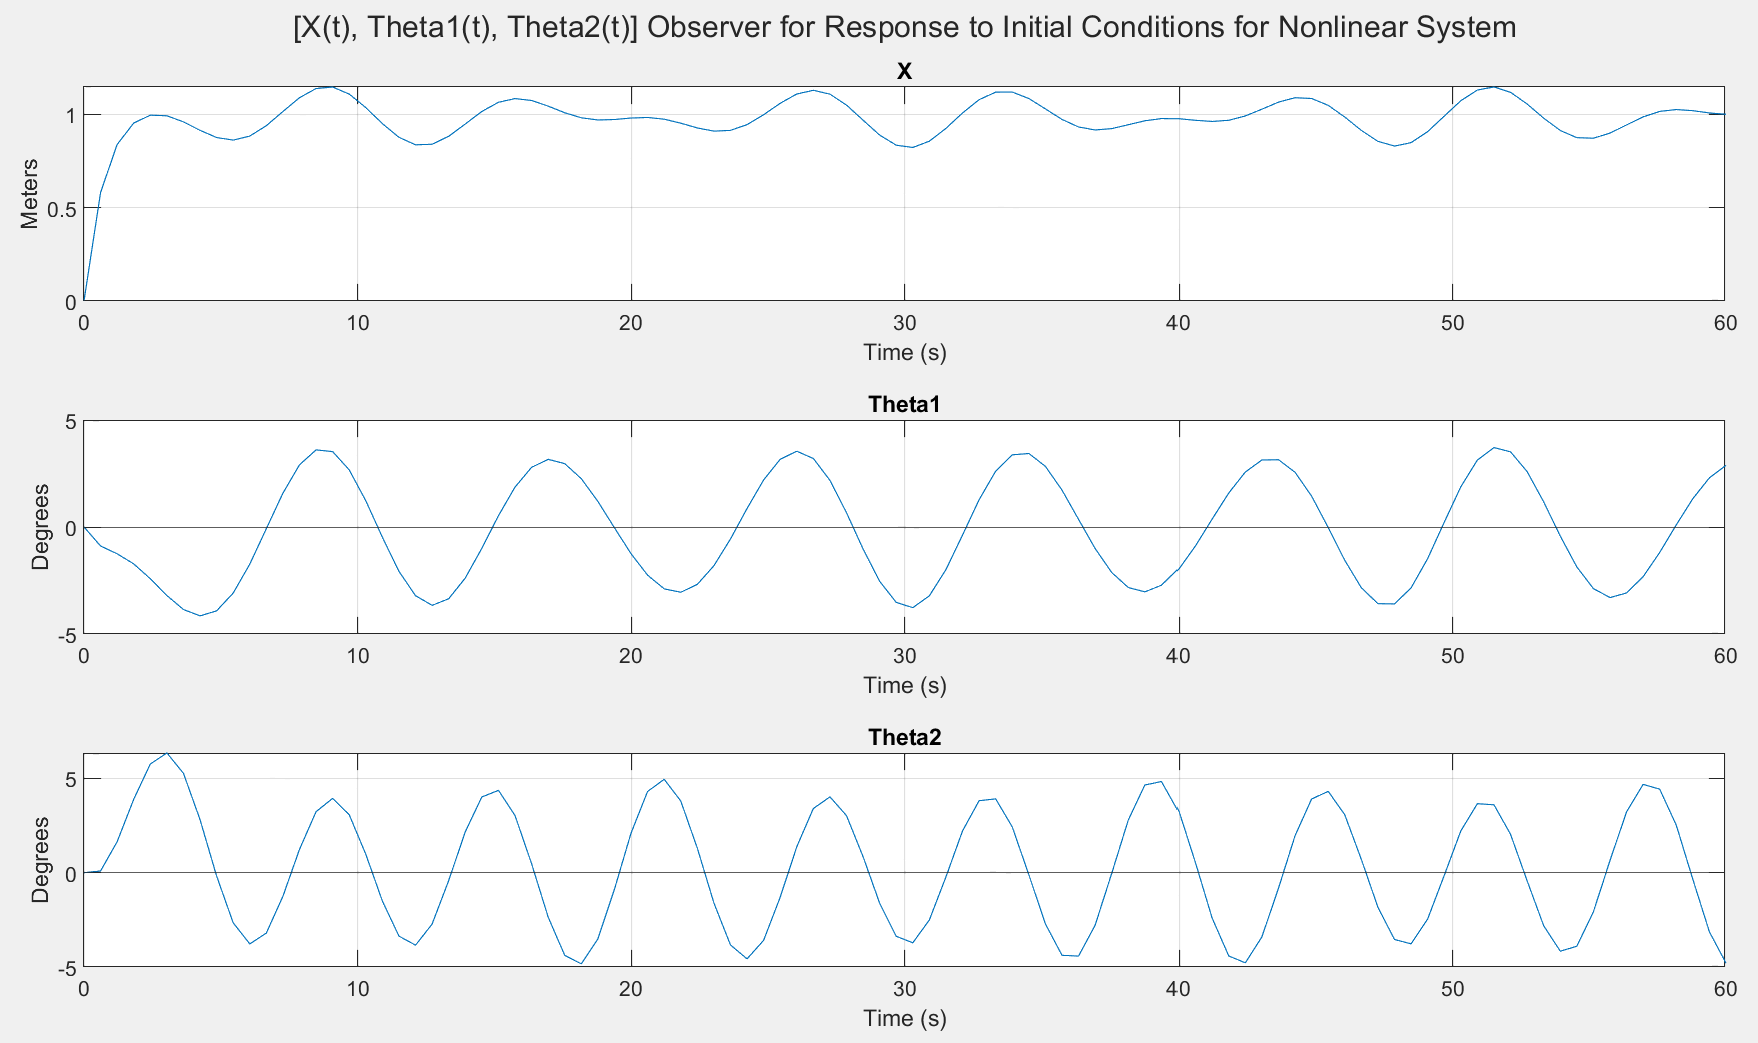 [X(t), Theta1(t), Theta2(t)] Observer for Response to Initial Conditions for Nonlinear System
X
Meters
1
0.5
0
0 10 20 30 40 50 60
Time (s)
Theta1
Degrees
5
0
-5
0 10 20 30 40 50 60
Time (s)
Theta2
Degrees
5
0
-5
0 10 20 30 40 50 60
Time (s)